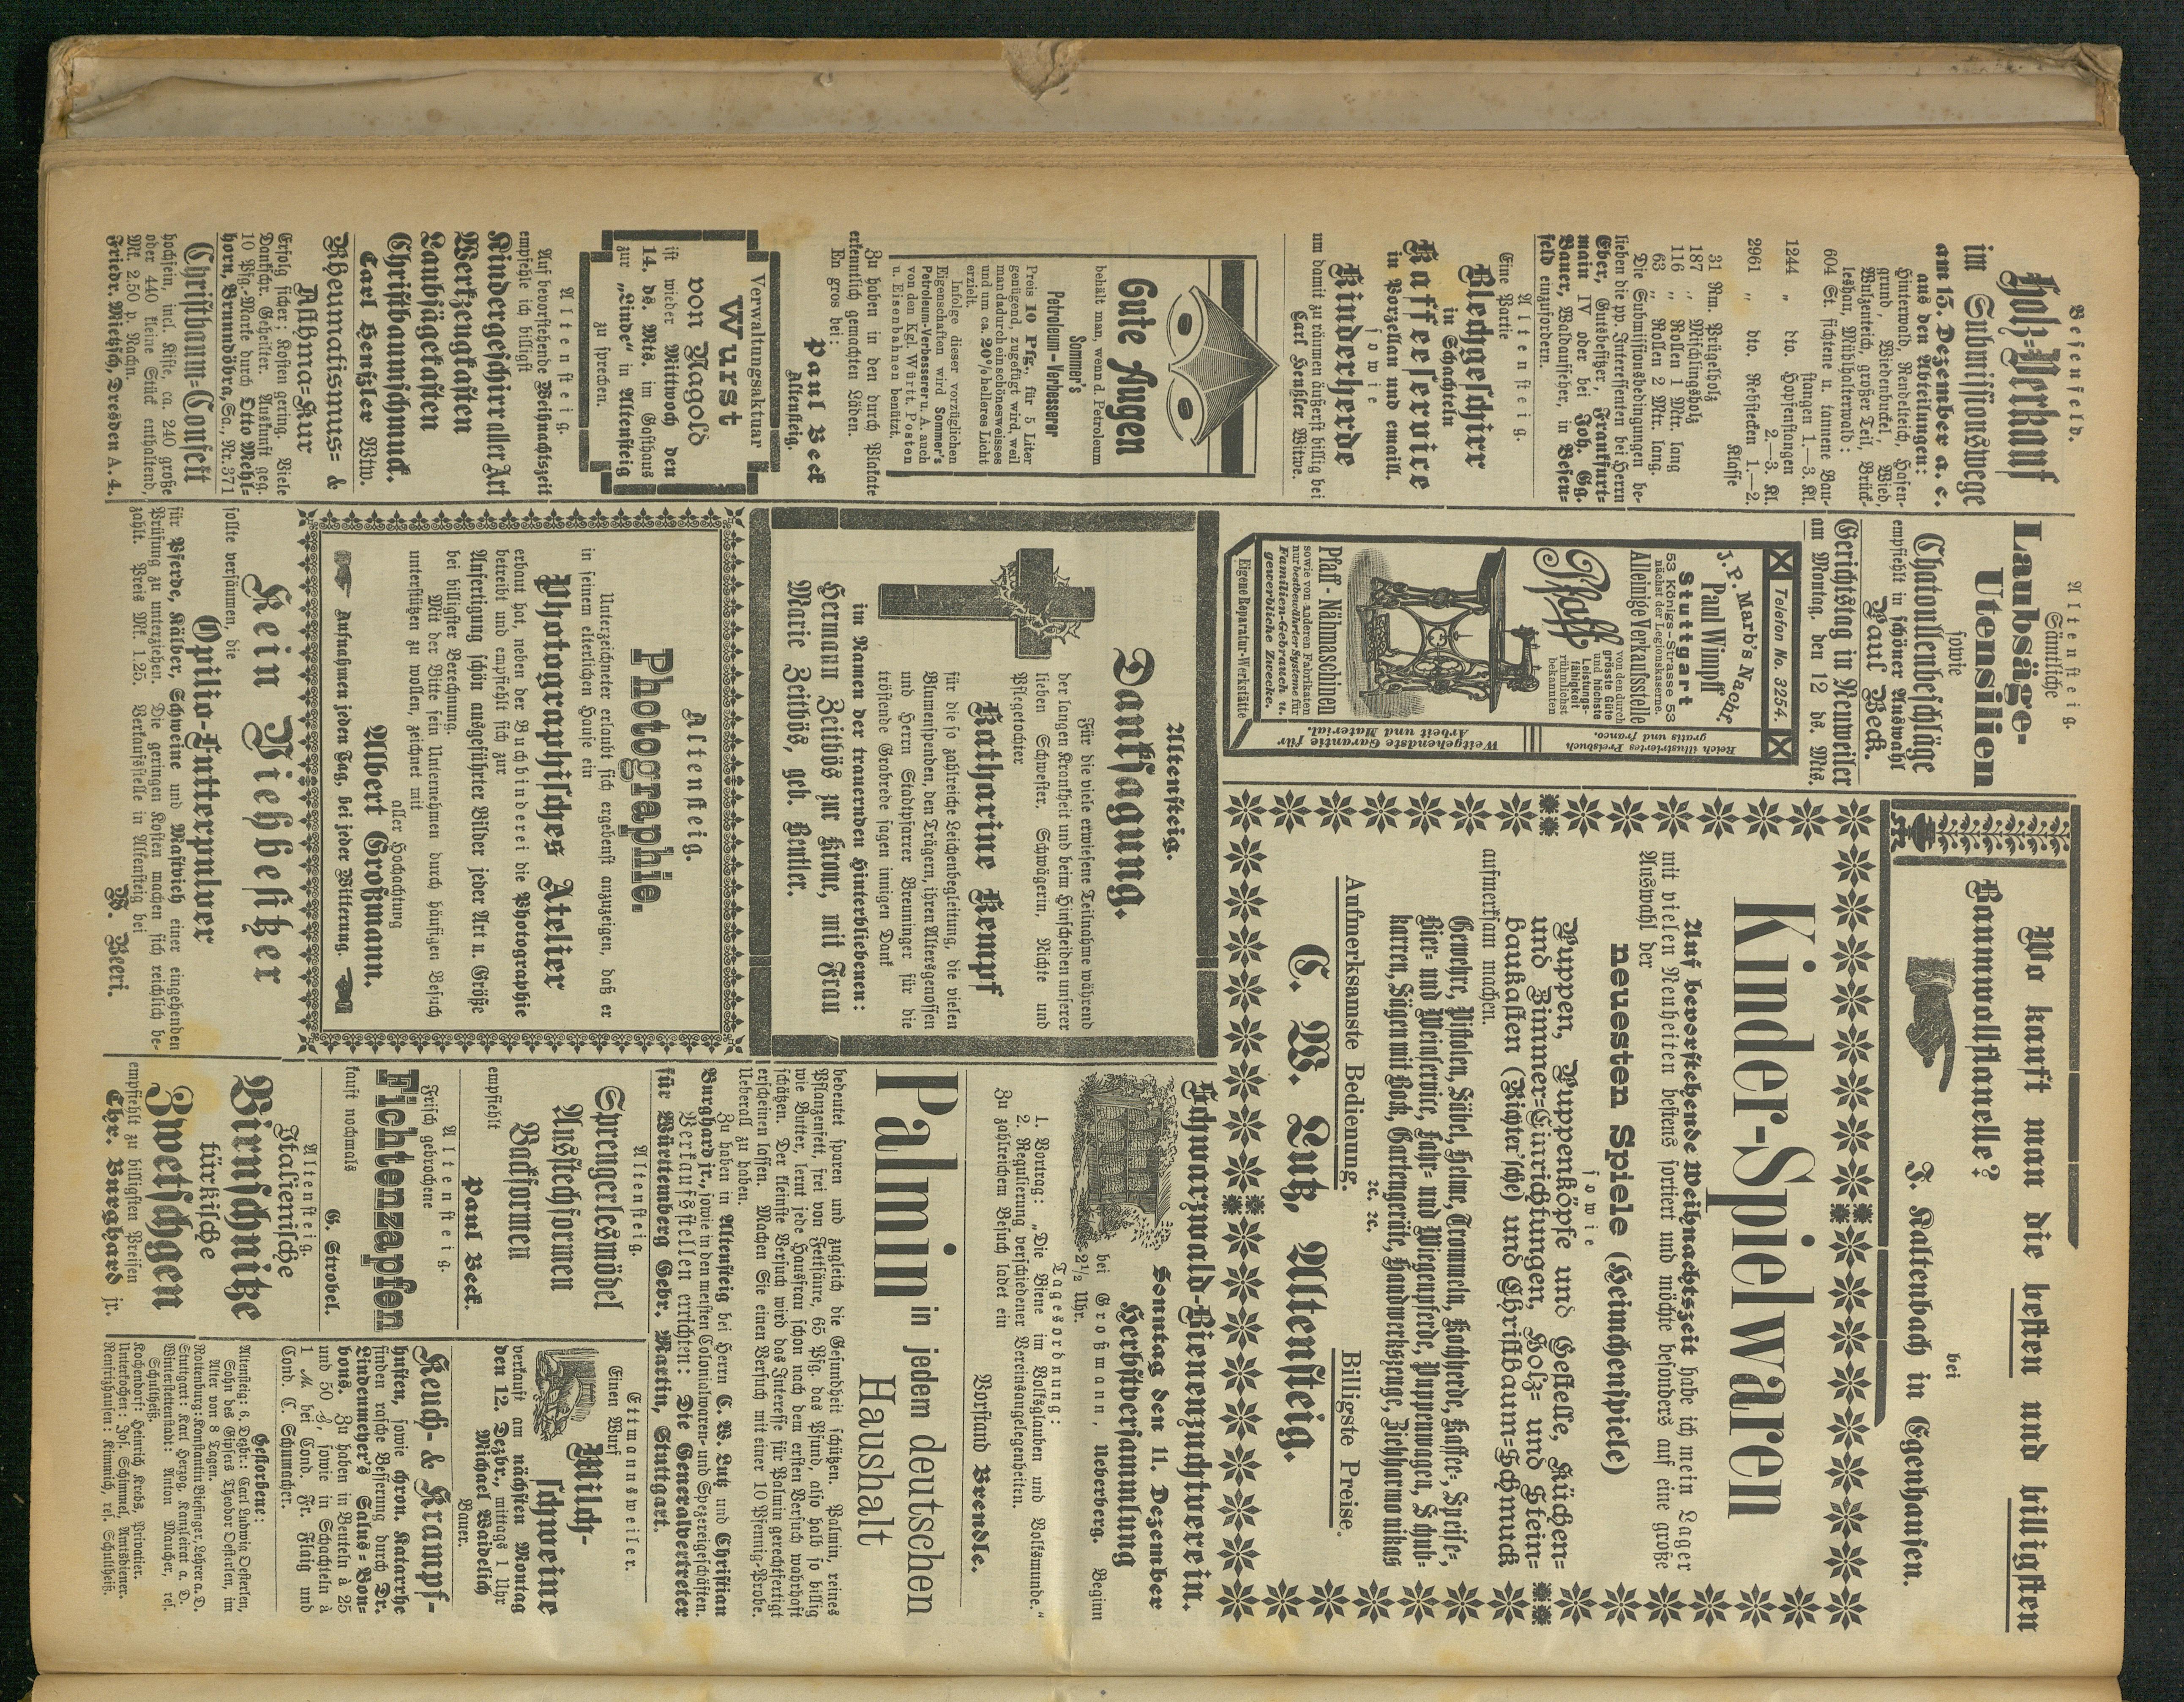 Besenfeld.
Holz-Verkauf
im Submissionswege
am 15. Dezember a. c.
aus den Abteilungen:
Hinterwald, Rendelteich, Hasen-
grund, Wiedenbuckel, Wied,
Wulzenteich, großer Teil, Brück-
leshau, Mühlhalterwald:
604 St. fichtene u. tannene Bau-
stangen 1.—3. Kl.
1244 „ dto. Hopfenstangen
2.—3. Kl.
2961 „ dto. Rebstecken 1.—2.
Klasse
31 Rm. Prügelholz
187 „ Mischlingsholz
116 „ Rollen 1 Mtr. lang
63 „ Rollen 2 Mtr. lang.
Die Submissionsbedingungen be-
lieben die pp. Interessenten bei Herrn
Eber, Gutsbesitzer, Frankfurt-
main IV oder bei Joh. Gg.
Bauer, Waldaufseher, in Besen-
feld einzufordern.
Altensteig.
Eine Partie
Blechgeschirr
in Schachteln
Kaffeeservice
in Porzellan und emaill.
sowie
Kinderherde
um damit zu räumen äußerst billig bei
Carl Henßler Witwe.
Gute Augen
behält man, wenn d. Petroleum
Sommer's
Petroleum-Verbesserer
Preis 10 Pfg., für 5 Liter
genügend, zugefügt wird, weil
man dadurch ein schönes weisses
und um ca. 20% helleres Licht
erzielt.
Infolge dieser vorzüglichen
Eigenschaften wird Sommer's
Petroleum-Verbesserer u. A. auch
von den Kgl. Württ. Posten
u. Eisenbahnen benützt.
Zu haben in den durch Plakate
erkenntlich gemachten Läden.
En gros bei:
Paul Beck
Altensteig.
Verwaltungsaktuar
Wurst
von Nagold
ist wieder Mittwoch den
14. ds. Mts. im Gasthaus
zur „Linde“ in Altensteig
zu sprechen.
Altensteig.
Auf bevorstehende Weihnachtszeit
empfehle ich billigst
Kindergeschirr aller Art
Werkzeugkasten
Laubsägekasten
Christbaumschmuck.
Carl Henßler Wtw.
Rheumatismus- &
Asthma-Kur
Erfolg sicher; Kosten gering. Viele
Dankschr. Geheilter. Auskunft geg.
10 Pfg.-Marke durch Otto Mehl-
horn, Brunndöbra, Sa., Nr. 371
Christbaum-Confekt
hochfein, incl. Kiste, ca. 240 große
oder 440 kleine Stück enthaltend,
Mk. 2.50 p. Nachn.
Friedr. Mietzsch, Dresden A. 4.
Altensteig.
Sämtliche
Laubsäge-
Utensilien
sowie
Chatoullenbeschläge
empfiehlt in schöner Auswahl
Paul Beck.
Gerichtstag in Neuweiler
am Montag, den 12 ds. Mts.
Telefon No. 3254.
J. P. Marb's Nachf.
Paul Wimpff
Stuttgart
53 Königs-Strasse 53
nächst der Legionskaserne.
Alleinige Verkaufsstelle
von den durch
grösste Güte
und höchste
Leistungs-
fähigkeit
rühmlichst
bekannten
Pfaff
Pfaff-Nähmaschinen
sowie von anderen Fabrikaten
nur bestbewährter Systeme für
Familien-Gebrauch u.
gewerbliche Zwecke.
Eigene Reparatur-Werkstätte
Weitgehendste Garantie für
Arbeit und Material.
Reich illustriertes Preisbuch
gratis und franco.
Wo kauft man die besten und billigsten
Baumwollflanelle?
bei
J. Kaltenbach in Egenhausen.
Kinder-Spielwaren
Auf bevorstehende Weihnachtszeit habe ich mein Lager
mit vielen Neuheiten bestens sortiert und möchte besonders auf eine große
Auswahl der
neuesten Spiele (Heimchenspiele)
sowie
Puppen, Puppenköpfe und Gestelle, Küchen-
und Zimmer-Einrichtungen, Holz- und Stein-
Baukasten (Richter'sche) und Christbaum-Schmuck
aufmerksam machen.
Gewehre, Pistolen, Säbel, Helme, Trommeln, Kochherde, Kaffee-, Speise-,
Bier- und Weinservice, Fahr- und Wiegenpferde, Puppenwagen, Schub-
karren, Sägen mit Bock, Gartengeräte, Handwerkszeuge, Ziehharmonikas
2c. 2c.
Aufmerksamste Bedienung. Billigste Preise.
C. W. Lutz, Altensteig.
Altensteig.
Danksagung.
Für die viele erwiesene Teilnahme während
der langen Krankheit und beim Hinscheiden unserer
lieben Schwester, Schwägerin, Nichte und
Pflegetochter
Katharine Kempf
für die so zahlreiche Leichenbegleitung, die vielen
Blumenspenden, den Trägern, ihren Altersgenossen
und Herrn Stadtpfarrer Breuninger für die
tröstende Grabrede sagen innigen Dank
im Namen der trauernden Hinterbliebenen:
Hermann Zeitbös zur Krone, mit Frau
Marie Zeitbös, geb. Beutler.
Altensteig.
Photographie.
Unterzeichneter erlaubt sich ergebenst anzuzeigen, daß er
in seinem elterlichen Hause ein
Photographisches Atelier
erbaut hat, neben der Buchbinderei die Photographie
betreibt und empfiehlt sich zur
Anfertigung schön ausgeführter Bilder jeder Art u. Größe
bei billigster Berechnung.
Mit der Bitte sein Unternehmen durch häufigen Besuch
unterstützen zu wollen, zeichnet mit
aller Hochachtung
Albert Großmann.
Aufnahmen jeden Tag, bei jeder Witterung.
Kein Viehbesitzer
sollte versäumen, die
Opilio-Futterpulver
für Pferde, Kälber, Schweine und Mastvieh einer eingehenden
Prüfung zu unterziehen. Die geringen Kosten machen sich reichlich be-
zahlt. Preis Mk. 1.25. Verkaufsstelle in Altensteig bei
W. Beeri.
Schwarzwald-Bienenzuchtverein.
Sonntag den 11. Dezember
Herbstversammlung
bei Großmann, Ueberberg. Beginn
2½ Uhr.
Tagesordnung:
1. Vortrag: „Die Biene im Volksglauben und Volksmunde.“
2. Regulierung verschiedener Vereinsangelegenheiten.
Zu zahlreichem Besuch ladet ein
Vorstand Brendle.
Palmin in jedem deutschen
Haushalt
bedeutet sparen und zugleich die Gesundheit schützen. Palmin, reines
Pflanzenfett, frei von Fettsäure, 65 Pfg. das Pfund, also halb so billig
wie Butter, lernt jede Hausfrau schon nach dem ersten Versuch wahrhaft
schätzen. Der kleinste Versuch wird das Interesse für Palmin gerechtfertigt
erscheinen lassen. Machen Sie einen Versuch mit einer 10 Pfennig-Probe.
Ueberall zu haben.
Zu haben in Altensteig bei Herrn C. W. Lutz und Christian
Burghard jr., sowie in den meisten Colonialwaren- und Spezereigeschäften.
Verkaufsstellen errichten: Die Generalvertreter
für Württemberg Gebr. Martin, Stuttgart.
Altensteig.
Sprengerlesmödel
Ausstechformen
Backformen
empfiehlt
Paul Beck.
Altensteig.
Frisch gebrochene
Fichtenzapfen
kauft nochmals
G. Strobel.
Altensteig.
Italienische
Birnschnitze
türkische
Zwetschgen
empfiehlt zu billigsten Preisen
Chr. Burghard jr.
Ettmannsweiler.
Einen Wurf
Milch-
schweine
verkauft am nächsten Montag
den 12. Dezbr., mittags 1 Uhr
Michael Waidelich
Bauer.
Keuch- & Krampf-
husten, sowie chron. Katarrhe
finden rasche Besserung durch Dr.
Lindenmeyer's Salus-Bon-
bons. Zu haben in Beuteln à 25
und 50 ₰, sowie in Schachteln à
1 M. bei Cond. Fr. Flaig und
Cond. C. Schumacher.
Gestorbene:
Altensteig: 6. Dezbr.: Carl Ludwig Oesterlen,
Sohn des Gipsers Theodor Oesterlen, im
Alter von 8 Tagen.
Rottenburg: Konstantin Biesinger, Lehrer a. D.
Stuttgart: Karl Herzog, Kanzleirat a. D.
Winterstettenstadt: Anton Maucher, res.
Schultheiß.
Kochendorf: Heinrich Krebs, Privatier.
Unterkochen: Jos. Schimmel, Amtsdiener.
Renfrizhausen: Kimmich, res. Schultheiß.